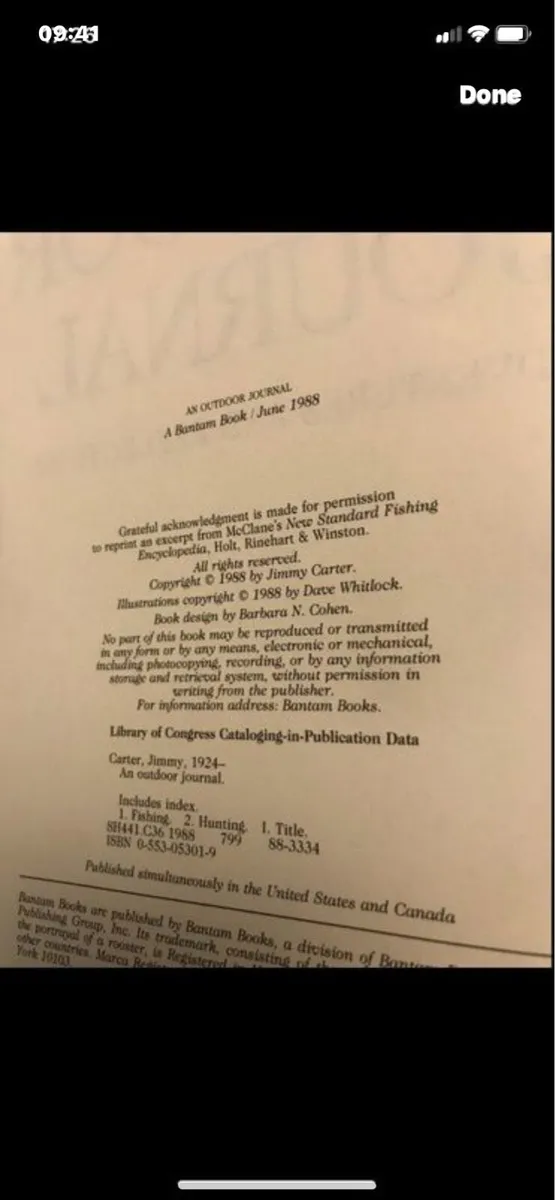 Done
AN OUTDOOR JOURNAL
A Bantam Book / June 1988
Grateful acknowledgment is made for permission
to reprint an excerpt from McClane's New Standard Fishing
Encyclopedia, Holt, Rinehart & Winston.
All rights reserved.
Copyright © 1988 by Jimmy Carter.
Illustrations copyright © 1988 by Dave Whitlock.
Book design by Barbara N. Cohen.
No part of this book may be reproduced or transmitted
in any form or by any means, electronic or mechanical,
including photocopying, recording, or by any information
storage and retrieval system, without permission in
writing from the publisher.
For information address: Bantam Books.
Library of Congress Cataloging-in-Publication Data
Carter, Jimmy, 1924–
An outdoor journal.
Includes index.
1. Fishing. 2. Hunting. I. Title.
SH441.C36 1988 799 88-3334
ISBN 0-553-05301-9
Published simultaneously in the United States and Canada
Bantam Books are published by Bantam Books, a division of Bantam
Publishing Group, Inc. Its trademark, consisting of
the portrayal of a rooster, is Registered
other countries. Marca
York 10103